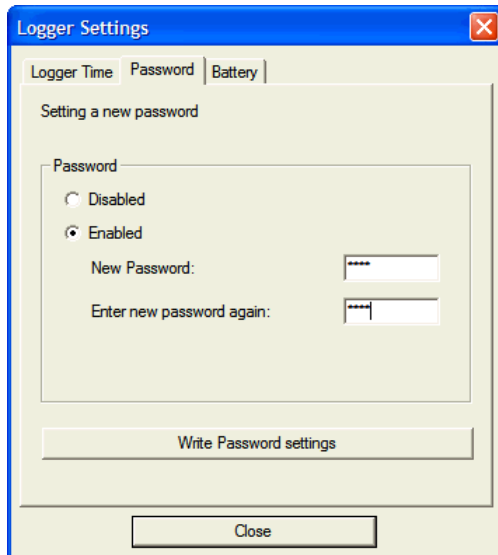 Logger Settings
Logger Time Password Battery
Setting a new password
Password
Disabled
Enabled
New Password: ****
Enter new password again: ****
Write Password settings
Close